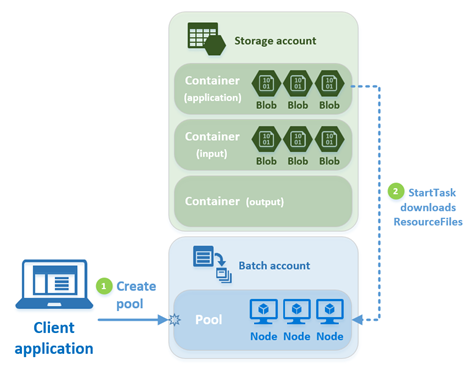 Storage account
Container
(application)
10
01
10
01
10
01
Blob Blob Blob
Container
(input)
10
01
10
01
10
01
Blob Blob Blob
Container (output)
2 StartTask
downloads
ResourceFiles
Batch account
1 Create
pool
Pool
Node Node Node
Client
application